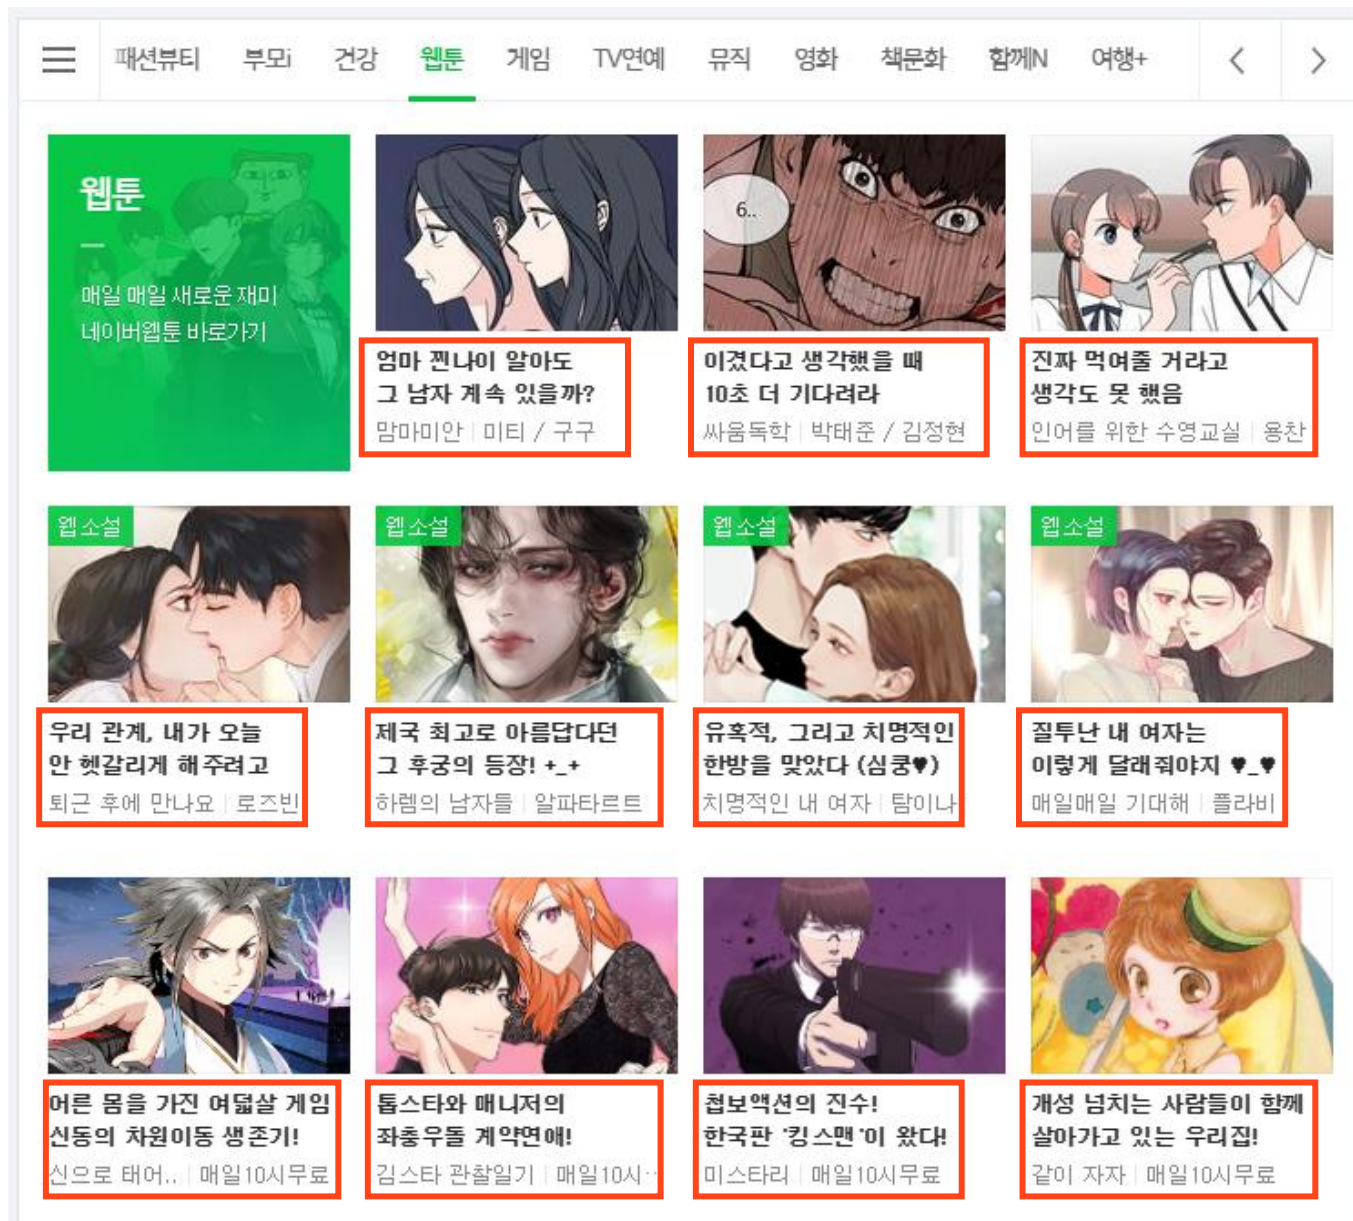 패션뷰티 부모i 건강 웹툰 게임 TV연예 뮤직 영화 책문화 함께N 여행+
웹툰
매일 매일 새로운 재미
네이버웹툰 바로가기
6..
엄마 찐나이 알아도
그 남자 계속 있을까?
맘마미안 미티 / 구구
이겼다고 생각했을 때
10초 더 기다려라
싸움독학 박태준 / 김정현
진짜 먹여줄 거라고
생각도 못 했음
인어를 위한 수영교실 용찬
웹소설
우리 관계, 내가 오늘
안 헷갈리게 해주려고
퇴근 후에 만나요 로즈빈
웹소설
제국 최고로 아름답다던
그 후궁의 등장! +_+
하렘의 남자들 알파타르트
웹소설
유혹적, 그리고 치명적인
한방을 맞았다 (심쿵♥)
치명적인 내 여자 탐이나
웹소설
질투난 내 여자는
이렇게 달래줘야지 ♥_♥
매일매일 기대해 플라비
어른 몸을 가진 여덟살 게임
신동의 차원이동 생존기!
신으로 태어.. 매일10시무료
톱스타와 매니저의
좌충우돌 계약연애!
김스타 관찰일기 매일10시…
첩보액션의 진수!
한국판 '킹스맨'이 왔다!
미스타리 매일10시무료
개성 넘치는 사람들이 함께
살아가고 있는 우리집!
같이 자자 매일10시무료